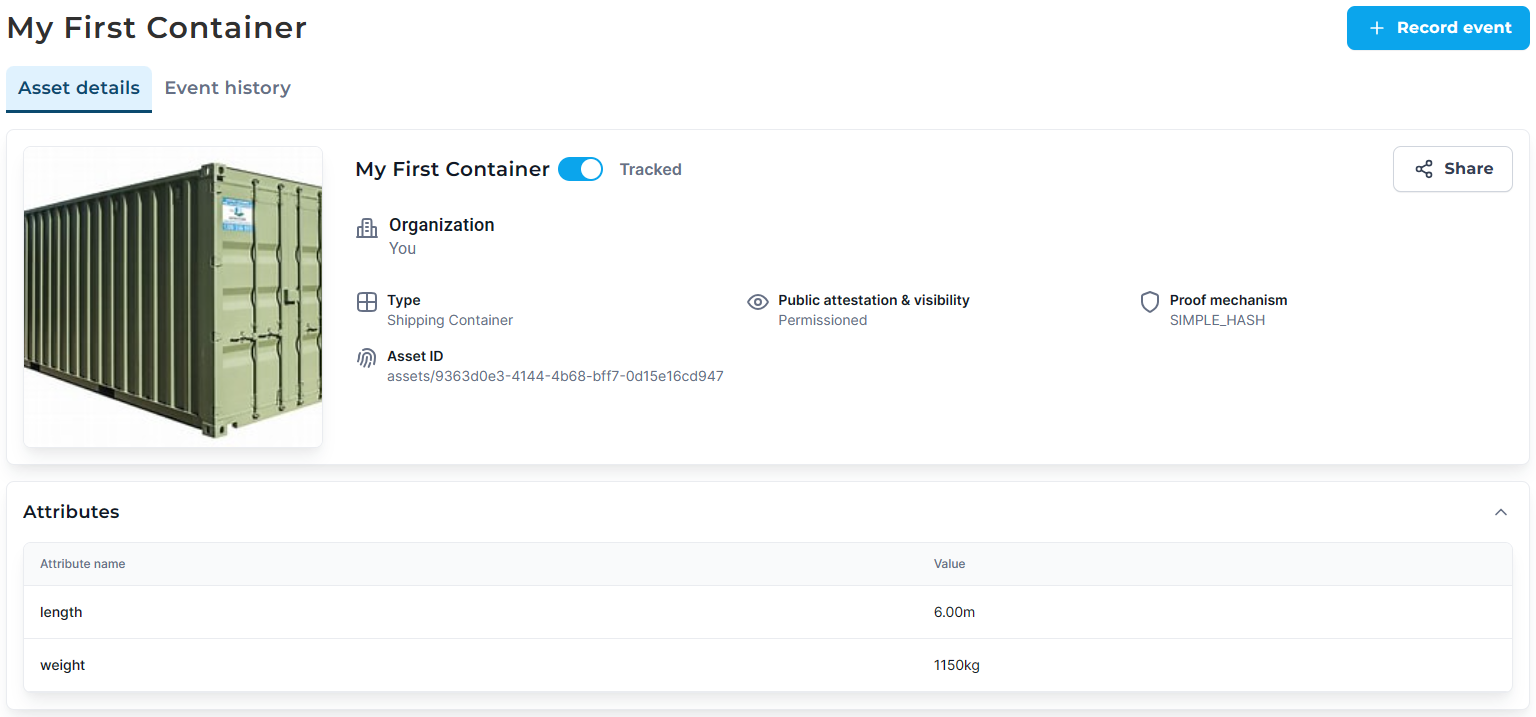 My First Container
Record event
Asset details
Event history
My First Container
Tracked
Share
Organization
You
Type
Shipping Container
Public attestation & visibility
Permissioned
Proof mechanism
SIMPLE_HASH
Asset ID
assets/9363d0e3-4144-4b68-bff7-0d15e16cd947
Attributes
Attribute name Value
length 6.00m
weight 1150kg